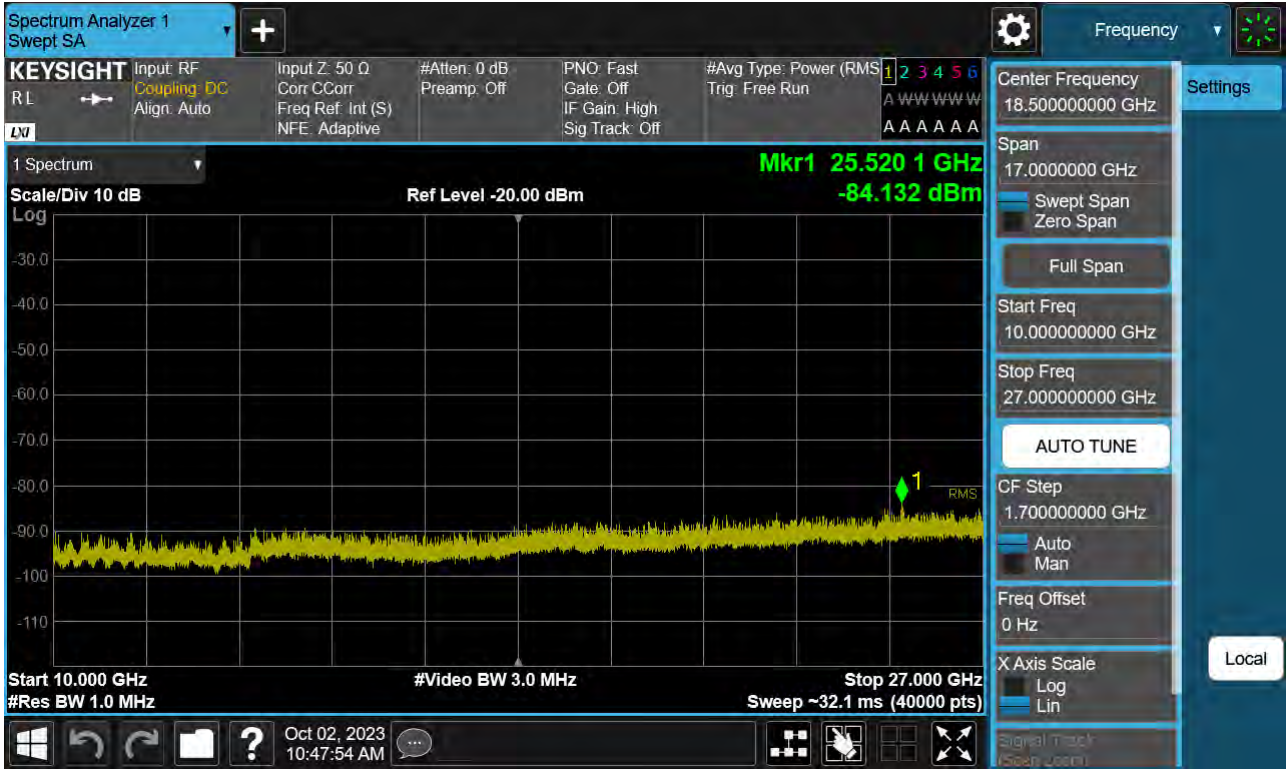 Spectrum Analyzer 1
Swept SA
+
Frequency
KEYSIGHT
R L
LXI
Input: RF
Coupling: DC
Align: Auto
Input Z: 50 Ω
Corr CCorr
Freq Ref: Int (S)
NFE: Adaptive
#Atten: 0 dB
Preamp: Off
PNO: Fast
Gate: Off
IF Gain: High
Sig Track: Off
#Avg Type: Power (RMS
Trig: Free Run
1 2 3 4 5 6
A W W W W W
A A A A A A
1 Spectrum
Scale/Div 10 dB
Log
Ref Level -20.00 dBm
Mkr1 25.520 1 GHz
-84.132 dBm
-30.0
-40.0
-50.0
-60.0
-70.0
-80.0
-90.0
-100
-110
1
RMS
Start 10.000 GHz
#Res BW 1.0 MHz
#Video BW 3.0 MHz
Stop 27.000 GHz
Sweep ~32.1 ms (40000 pts)
Center Frequency
18.500000000 GHz
Span
17.0000000 GHz
Swept Span
Zero Span
Full Span
Start Freq
10.000000000 GHz
Stop Freq
27.000000000 GHz
AUTO TUNE
CF Step
1.700000000 GHz
Auto
Man
Freq Offset
0 Hz
X Axis Scale
Log
Lin
Signal Track
(Span Zoom)
Settings
Local
?
Oct 02, 2023
10:47:54 AM